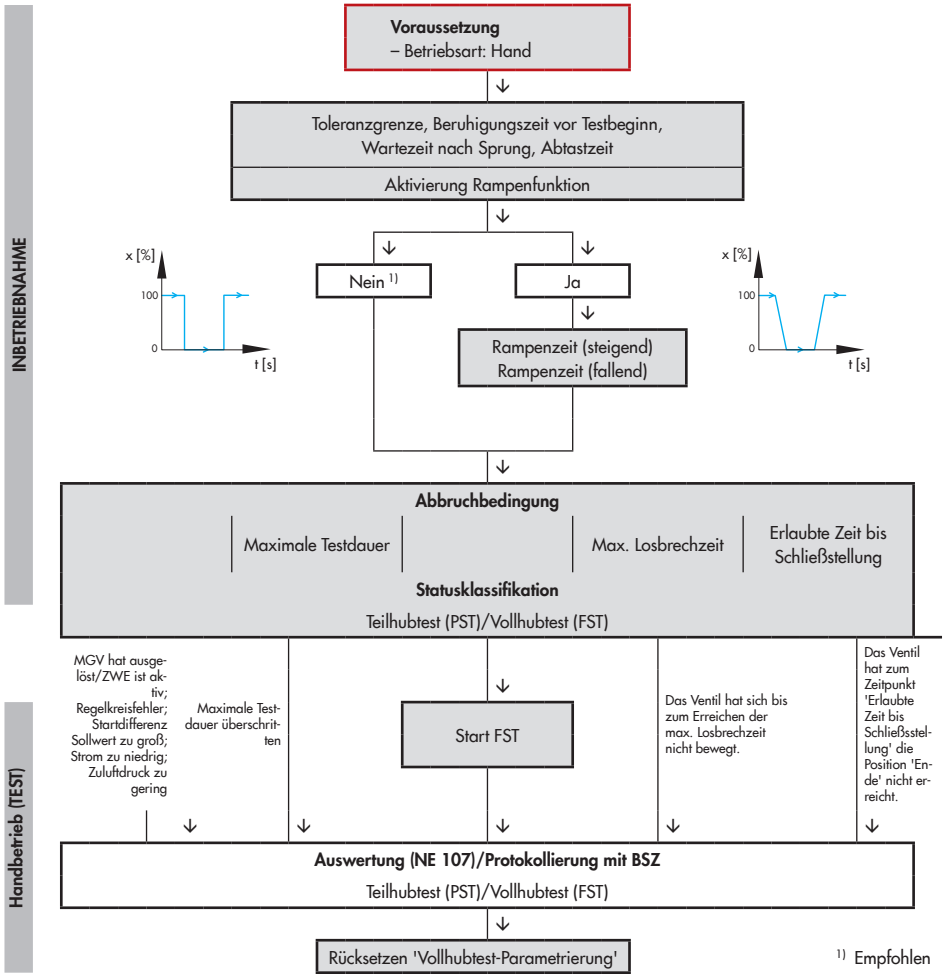 Voraussetzung
– Betriebsart: Hand
Toleranzgrenze, Beruhigungszeit vor Testbeginn,
Wartezeit nach Sprung, Abtastzeit
Aktivierung Rampenfunktion
INBETRIEBNAHME
x [%]
100
0
t [s]
Nein 1)
Ja
Rampenzeit (steigend)
Rampenzeit (fallend)
x [%]
100
0
t [s]
Abbruchbedingung
Maximale Testdauer
Max. Losbrechzeit
Erlaubte Zeit bis
Schließstellung
Statusklassifikation
Teilhubtest (PST)/Vollhubtest (FST)
Handbetrieb (TEST)
MGV hat ausge-
löst/ZWE ist ak-
tiv;
Regelkreisfehler;
Startdifferenz
Sollwert zu groß;
Strom zu niedrig;
Zuluftdruck zu
gering
Maximale Test-
dauer überschrit-
ten
Start FST
Das Ventil hat sich bis
zum Erreichen der
max. Losbrechzeit
nicht bewegt.
Das Ventil
hat zum
Zeitpunkt
'Erlaubte
Zeit bis
Schließsstel-
lung' die
Position 'En-
de' nicht er-
reicht.
Auswertung (NE 107)/Protokollierung mit BSZ
Teilhubtest (PST)/Vollhubtest (FST)
Rücksetzen 'Vollhubtest-Parametrierung'
1) Empfohlen